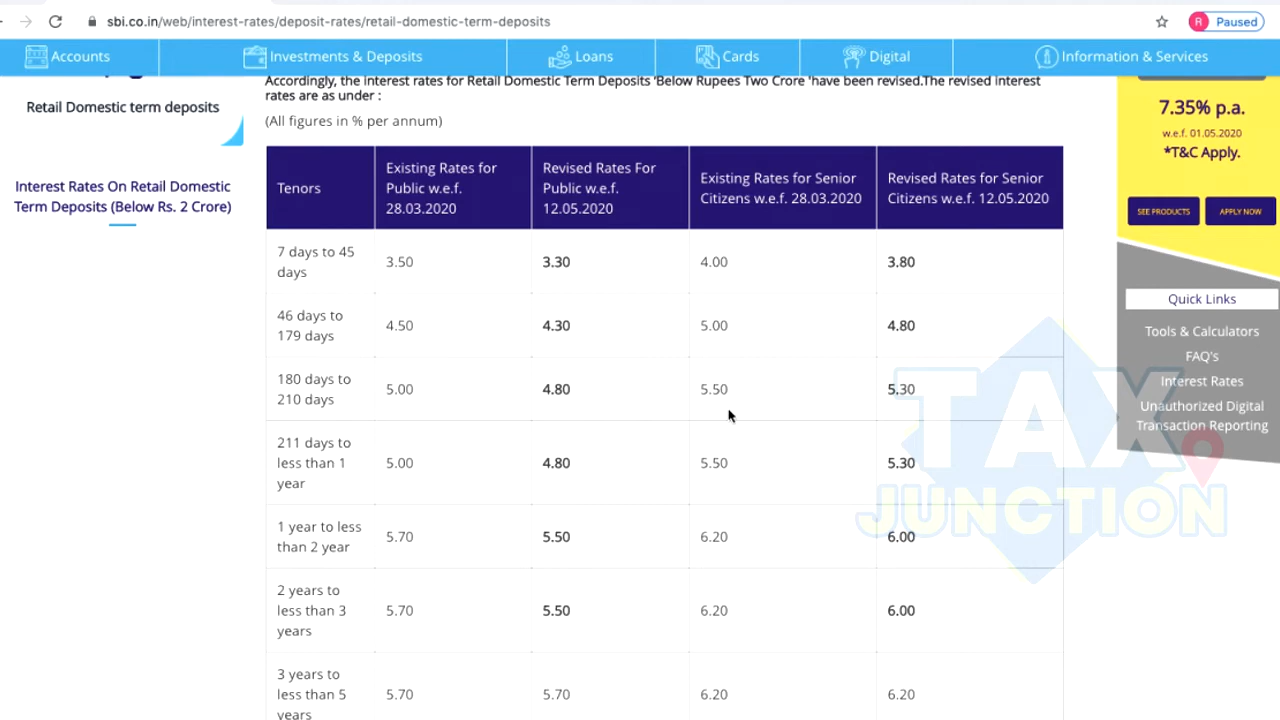 sbi.co.in/web/interest-rates/deposit-rates/retail-domestic-term-deposits
R Paused
Accounts
Investments & Deposits
Loans
Cards
Digital
Information & Services
Retail Domestic term deposits
Interest Rates On Retail Domestic
Term Deposits (Below Rs. 2 Crore)
Accordingly, the interest rates for Retail Domestic Term Deposits 'Below Rupees Two Crore 'have been revised.The revised interest
rates are as under :
(All figures in % per annum)
Tenors
Existing Rates for
Public w.e.f.
28.03.2020
Revised Rates For
Public w.e.f.
12.05.2020
Existing Rates for Senior
Citizens w.e.f. 28.03.2020
Revised Rates for Senior
Citizens w.e.f. 12.05.2020
7 days to 45
days
3.50
3.30
4.00
3.80
46 days to
179 days
4.50
4.30
5.00
4.80
180 days to
210 days
5.00
4.80
5.50
5.30
211 days to
less than 1
year
5.00
4.80
5.50
5.30
1 year to less
than 2 year
5.70
5.50
6.20
6.00
2 years to
less than 3
years
5.70
5.50
6.20
6.00
3 years to
less than 5
years
5.70
5.70
6.20
6.20
7.35% p.a.
w.e.f. 01.05.2020
*T&C Apply.
SEE PRODUCTS
APPLY NOW
Quick Links
Tools & Calculators
FAQ's
Interest Rates
Unauthorized Digital
Transaction Reporting
TAX
JUNCTION